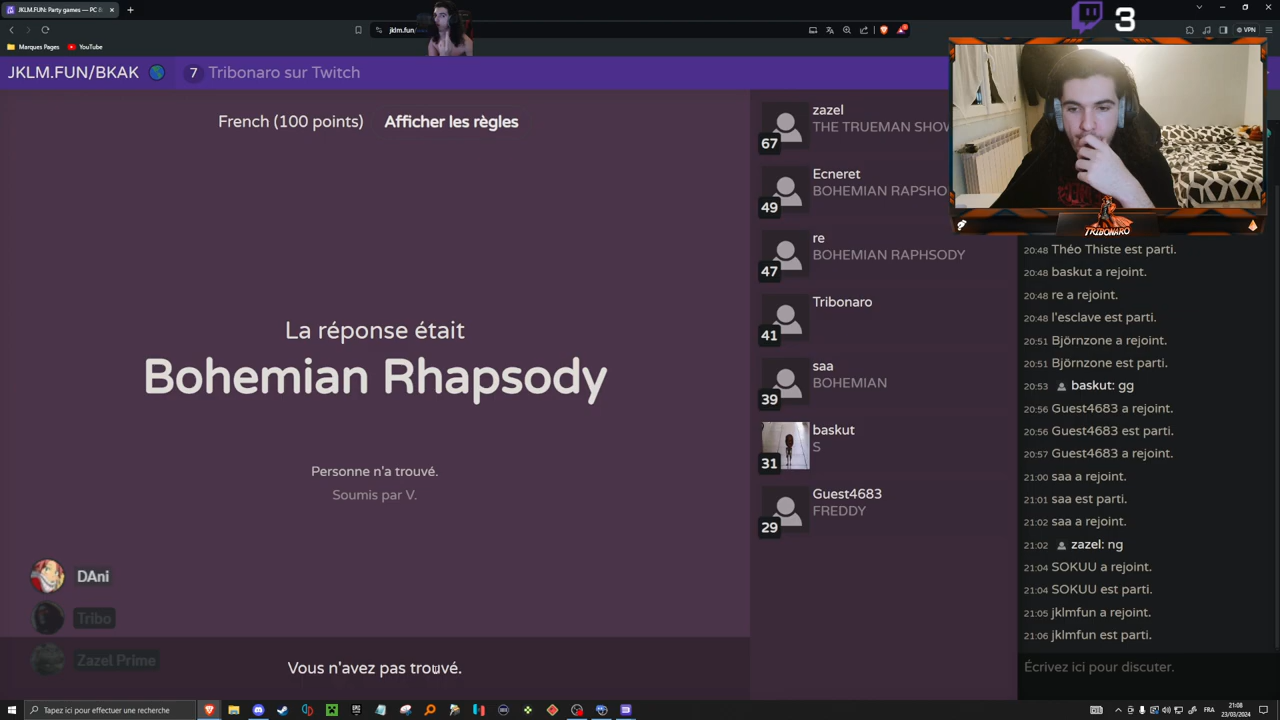 JKLM.FUN: Party games — PC B
jklm.fun/
VPN
3
Marques Pages
YouTube
JKLM.FUN/BKAK
7 Tribonaro sur Twitch
French (100 points) Afficher les règles
La réponse était
Bohemian Rhapsody
Personne n'a trouvé.
Soumis par V.
DAni
Tribo
Zazel Prime
Vous n'avez pas trouvé.
zazel
THE TRUEMAN SHOW
67
Ecneret
BOHEMIAN RAPSHO
49
re
BOHEMIAN RAPHSODY
47
Tribonaro
41
saa
BOHEMIAN
39
baskut
S
31
Guest4683
FREDDY
29
TRIBONARO
20:48 Théo Thiste est parti.
20:48 baskut a rejoint.
20:48 re a rejoint.
20:48 l'esclave est parti.
20:51 Björnzone a rejoint.
20:51 Björnzone est parti.
20:53 baskut: gg
20:56 Guest4683 a rejoint.
20:56 Guest4683 est parti.
20:57 Guest4683 a rejoint.
21:00 saa a rejoint.
21:01 saa est parti.
21:02 saa a rejoint.
21:02 zazel: ng
21:04 SOKUU a rejoint.
21:04 SOKUU est parti.
21:05 jklmfun a rejoint.
21:06 jklmfun est parti.
Écrivez ici pour discuter.
Tapez ici pour effectuer une recherche
FRA
21:08
23/03/2024